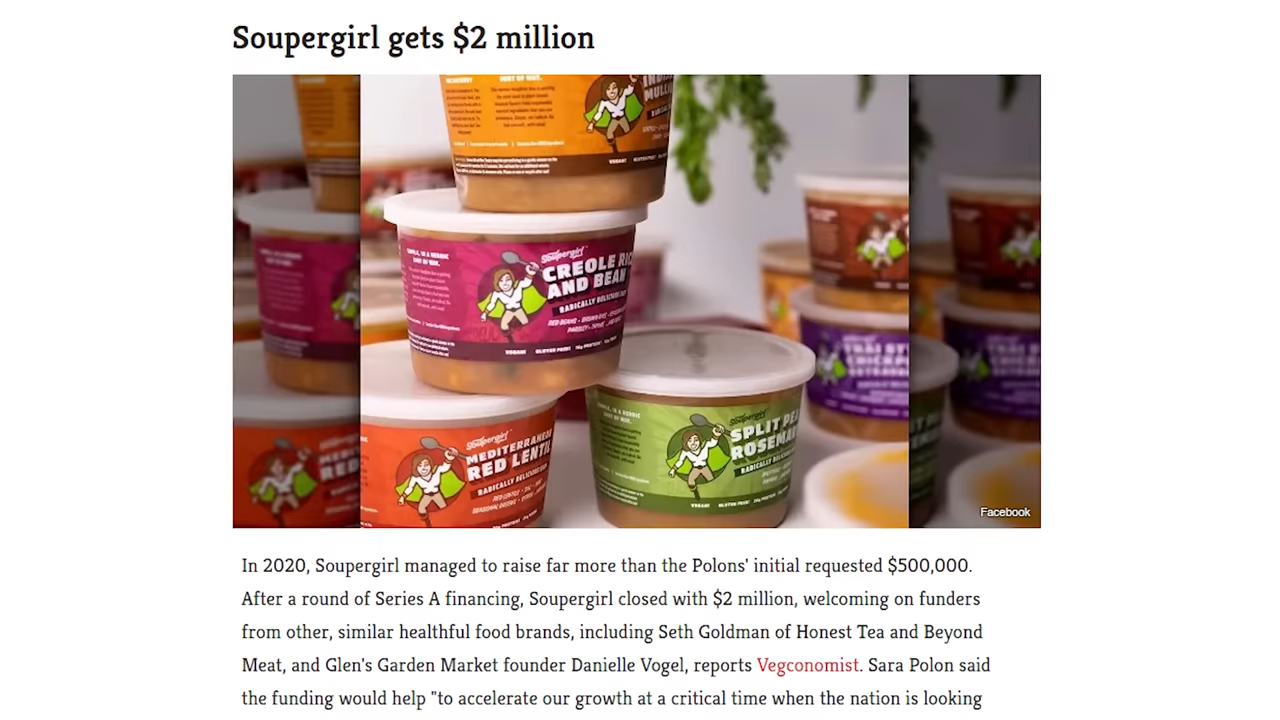 Soupergirl gets $2 million
Soupergirl
CREOLE
AND BEAN
RADICALLY DELICIOUS
VEGAN!
GLUTEN FREE!
Soupergirl
MEDITERRANEAN
RED LENTIL
RADICALLY DELICIOUS
Soupergirl
SPLIT PEA
ROSEMA
RADICALLY DELICIOUS
VEGAN!
GLUTEN FREE!
Facebook
In 2020, Soupergirl managed to raise far more than the Polons' initial requested $500,000.
After a round of Series A financing, Soupergirl closed with $2 million, welcoming on funders
from other, similar healthful food brands, including Seth Goldman of Honest Tea and Beyond
Meat, and Glen's Garden Market founder Danielle Vogel, reports Vegconomist. Sara Polon said
the funding would help "to accelerate our growth at a critical time when the nation is looking